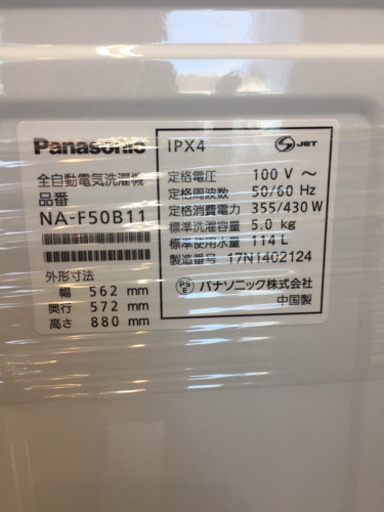 Panasonic
全自動電気洗濯機
品番
NA-F50B11
外形寸法
幅 562 mm
奥行 572 mm
高さ 880 mm
IPX4
S JET
定格電圧 100 V ~
定格周波数 50/60 Hz
定格消費電力 355/430 W
標準洗濯容量 5.0 kg
標準使用水量 114 L
製造番号 17N1402124
PSE パナソニック株式会社
中国製